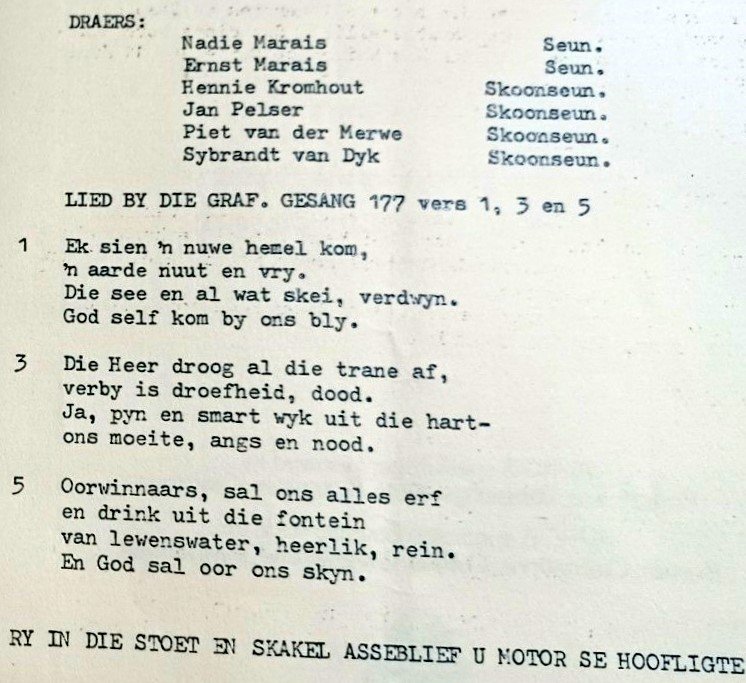 DRAERS:
Nadie Marais Seun.
Ernst Marais Seun.
Hennie Kromhout Skoonseun.
Jan Pelser Skoonseun.
Piet van der Merwe Skoonseun.
Sybrandt van Dyk Skoonseun.
LIED BY DIE GRAF. GESANG 177 vers 1, 3 en 5
1 Ek sien 'n nuwe hemel kom,
'n aarde nuut en vry.
Die see en al wat skei, verdwyn.
God self kom by ons bly.
3 Die Heer droog al die trane af,
verby is droefheid, dood.
Ja, pyn en smart wyk uit die hart-
ons moeite, angs en nood.
5 Oorwinnaars, sal ons alles erf
en drink uit die fontein
van lewenswater, heerlik, rein.
En God sal oor ons skyn.
RY IN DIE STOET EN SKAKEL ASSEBLIEF U MOTOR SE HOOFLIGTE